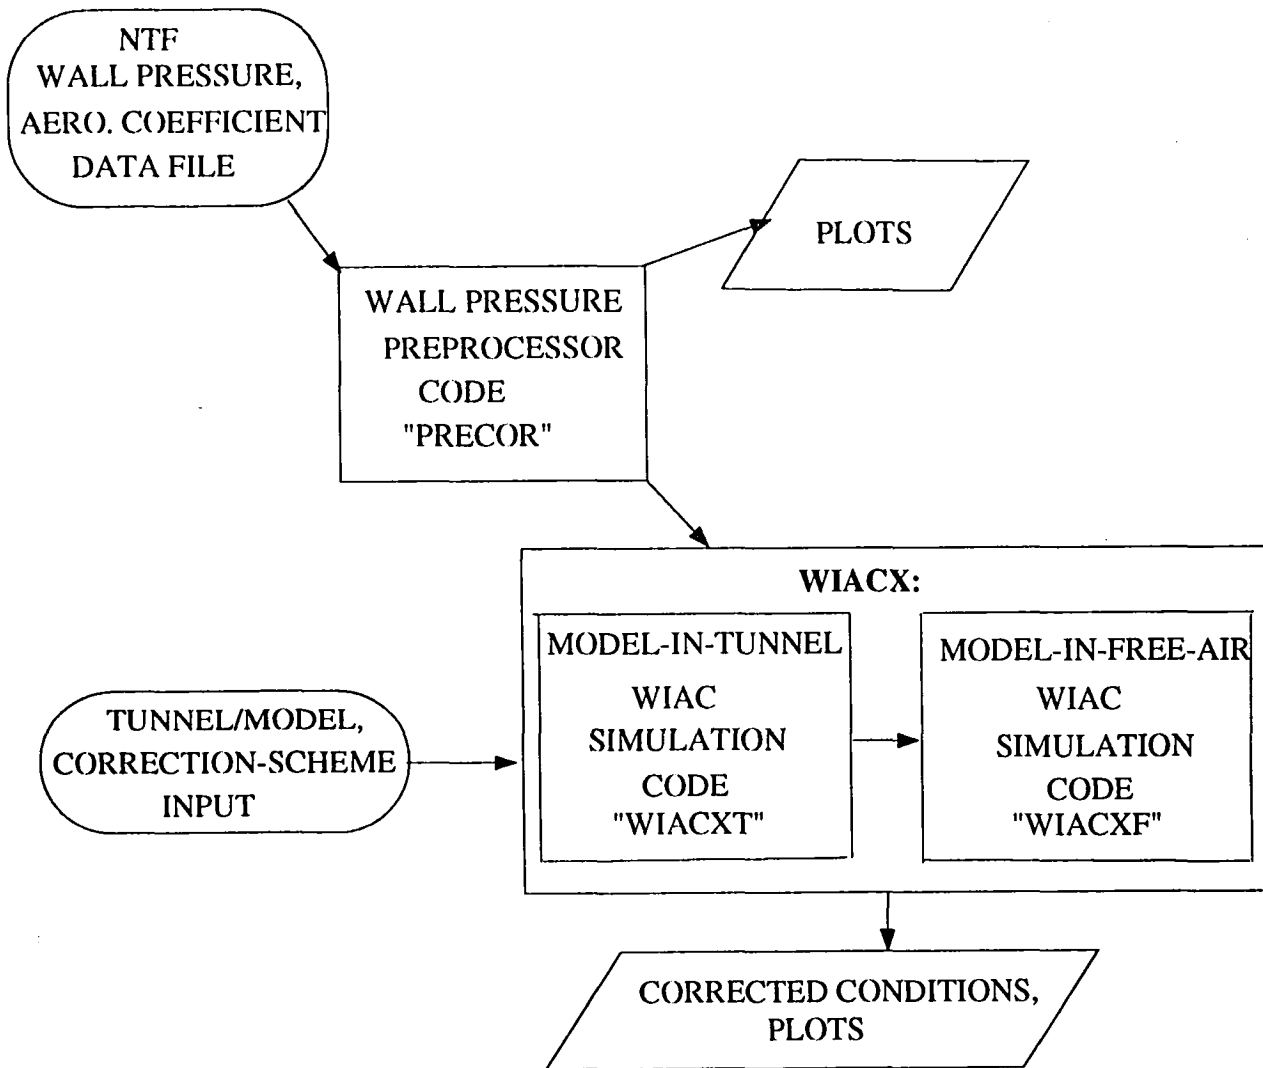 NTF
WALL PRESSURE,
AERO. COEFFICIENT
DATA FILE
PLOTS
WALL PRESSURE
PREPROCESSOR
CODE
"PRECOR"
WIACX:
MODEL-IN-TUNNEL
WIAC
SIMULATION
CODE
"WIACXT"
MODEL-IN-FREE-AIR
WIAC
SIMULATION
CODE
"WIACXF"
TUNNEL/MODEL,
CORRECTION-SCHEME
INPUT
CORRECTED CONDITIONS,
PLOTS